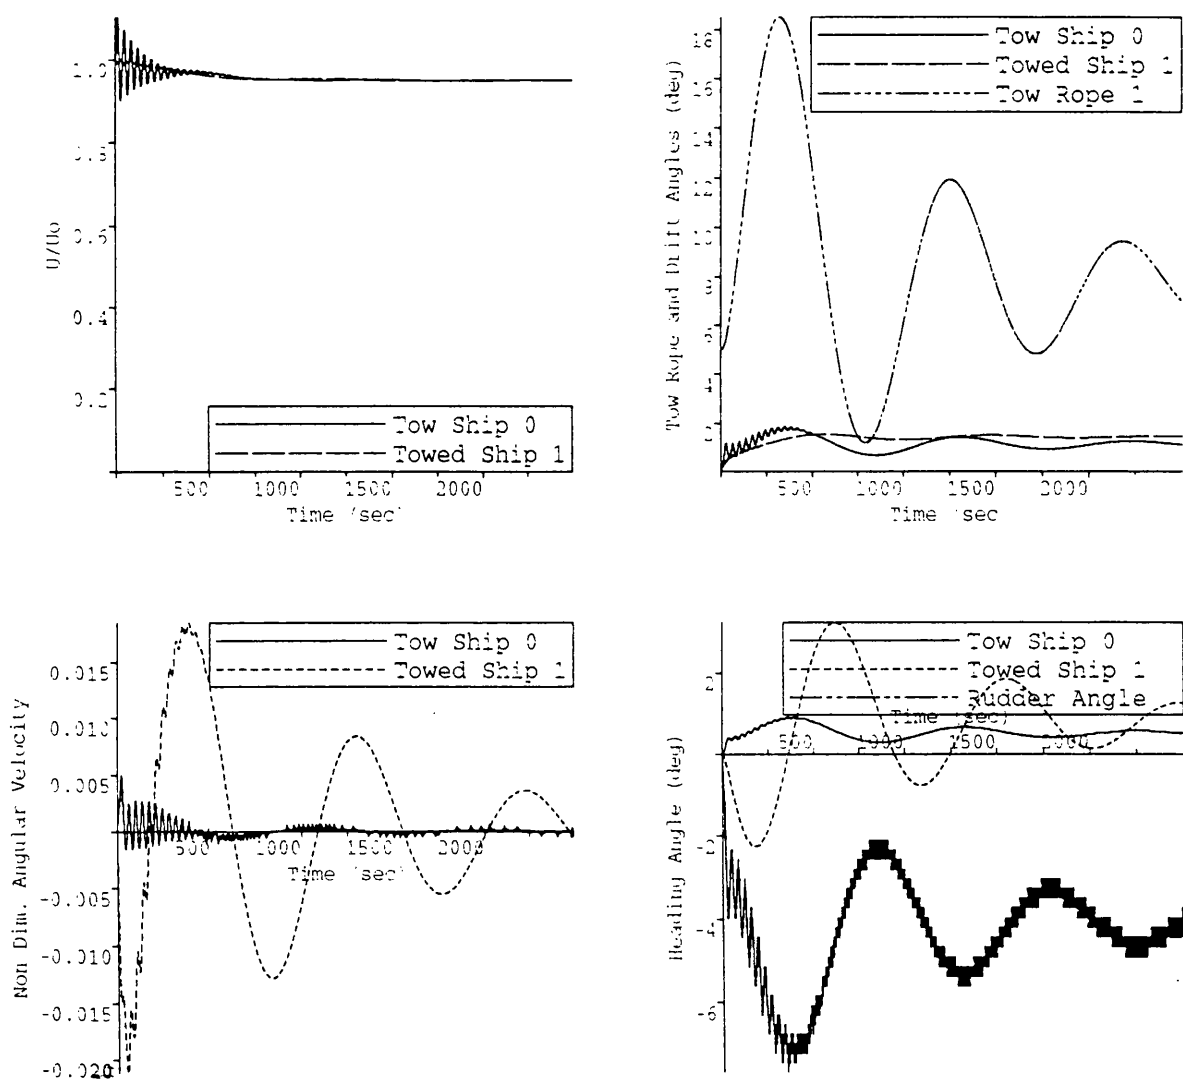 1.0
0.8
0.6
0.4
0.2
U/Uo
Tow Ship 0
Towed Ship 1
500 1000 1500 2000
Time (sec)
18
16
14
12
10
8
6
4
2
Tow Rope and Drift Angles (deg)
Tow Ship 0
Towed Ship 1
Tow Rope 1
500 1000 1500 2000
Time sec
0.015
0.010
0.005
-0.005
-0.010
-0.015
-0.020
Non Dim. Angular Velocity
Tow Ship 0
Towed Ship 1
500 1000 1500 2000
Time (sec)
2
-2
-4
-6
Heading Angle (deg)
Tow Ship 0
Towed Ship 1
Rudder Angle
Time (sec)
500 1000 1500 2000